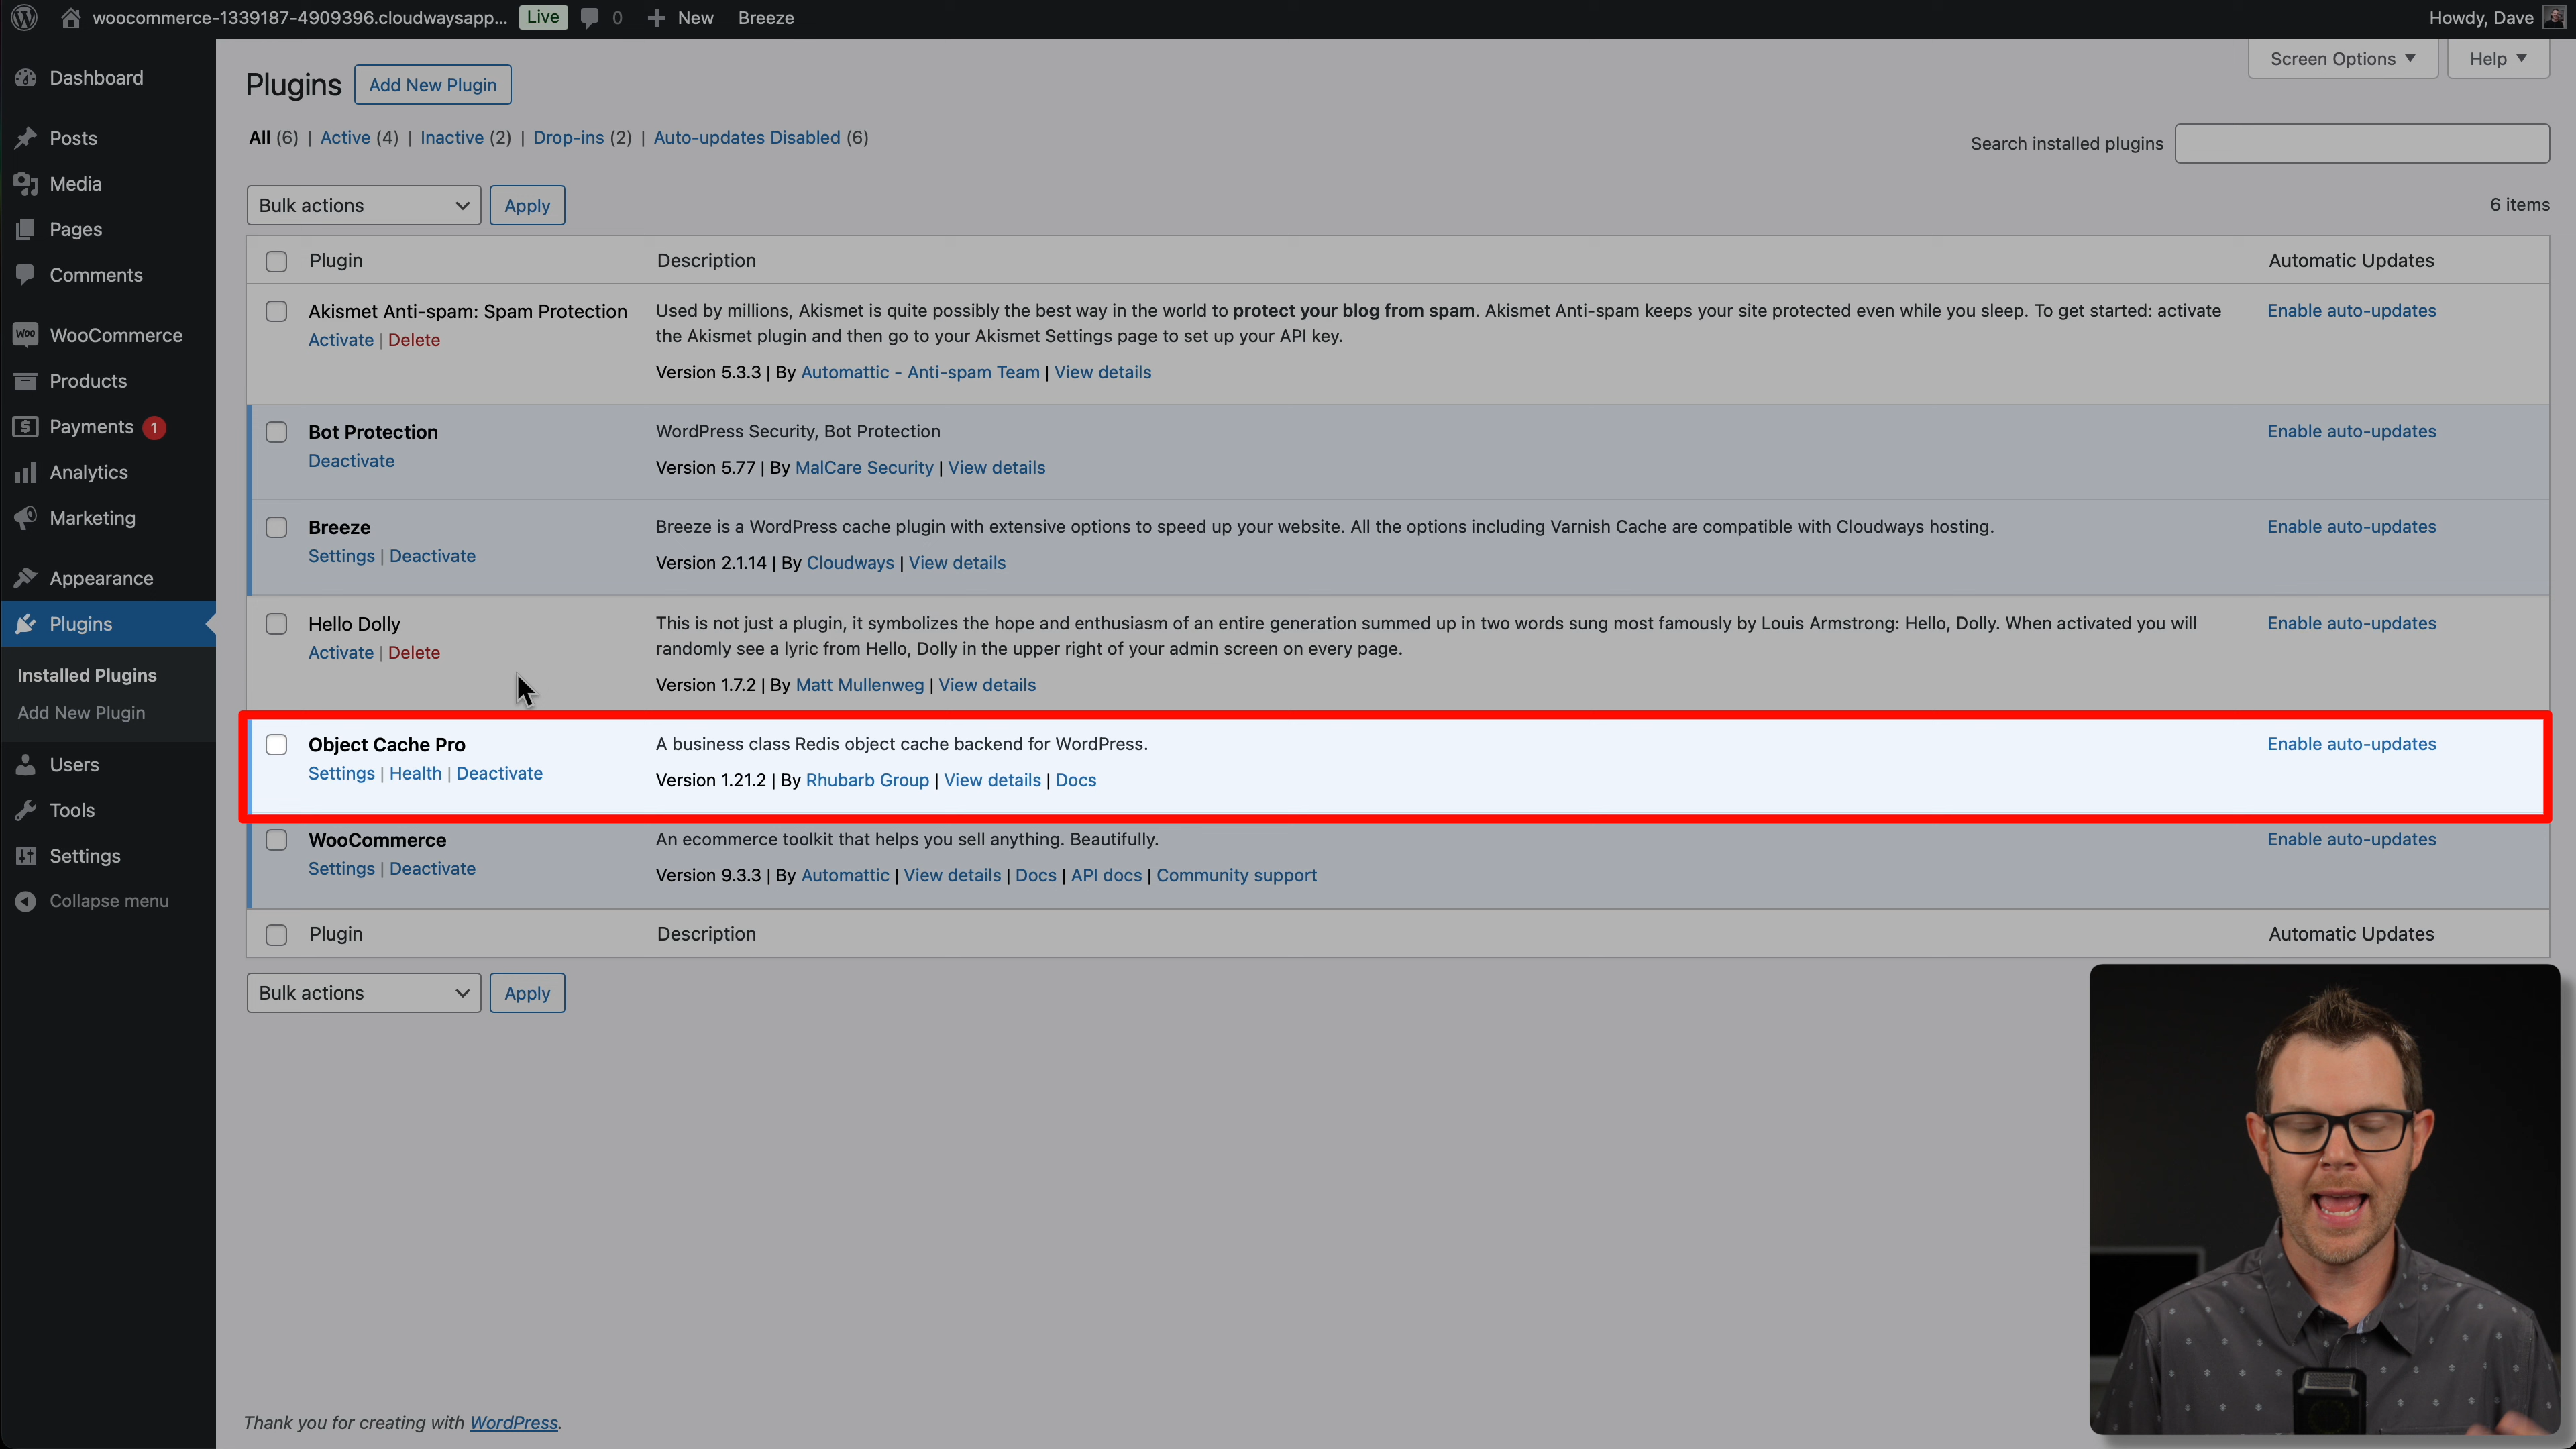 woocommerce-1339187-4909396.cloudwaysapp... Live 0 New Breeze Howdy, Dave
Screen Options Help
Dashboard
Posts
Media
Pages
Comments
WOO WooCommerce
Products
Payments 1
Analytics
Marketing
Appearance
Plugins
Installed Plugins
Add New Plugin
Users
Tools
Settings
Collapse menu
Plugins Add New Plugin
All (6) | Active (4) | Inactive (2) | Drop-ins (2) | Auto-updates Disabled (6)
Search installed plugins
Bulk actions Apply
6 items
Plugin Description Automatic Updates
Akismet Anti-spam: Spam Protection
Activate | Delete
Used by millions, Akismet is quite possibly the best way in the world to protect your blog from spam. Akismet Anti-spam keeps your site protected even while you sleep. To get started: activate
the Akismet plugin and then go to your Akismet Settings page to set up your API key.
Version 5.3.3 | By Automattic - Anti-spam Team | View details
Enable auto-updates
Bot Protection
Deactivate
WordPress Security, Bot Protection
Version 5.77 | By MalCare Security | View details
Enable auto-updates
Breeze
Settings | Deactivate
Breeze is a WordPress cache plugin with extensive options to speed up your website. All the options including Varnish Cache are compatible with Cloudways hosting.
Version 2.1.14 | By Cloudways | View details
Enable auto-updates
Hello Dolly
Activate | Delete
This is not just a plugin, it symbolizes the hope and enthusiasm of an entire generation summed up in two words sung most famously by Louis Armstrong: Hello, Dolly. When activated you will
randomly see a lyric from Hello, Dolly in the upper right of your admin screen on every page.
Version 1.7.2 | By Matt Mullenweg | View details
Enable auto-updates
Object Cache Pro
Settings | Health | Deactivate
A business class Redis object cache backend for WordPress.
Version 1.21.2 | By Rhubarb Group | View details | Docs
Enable auto-updates
WooCommerce
Settings | Deactivate
An ecommerce toolkit that helps you sell anything. Beautifully.
Version 9.3.3 | By Automattic | View details | Docs | API docs | Community support
Enable auto-updates
Plugin Description Automatic Updates
Bulk actions Apply
Thank you for creating with WordPress.